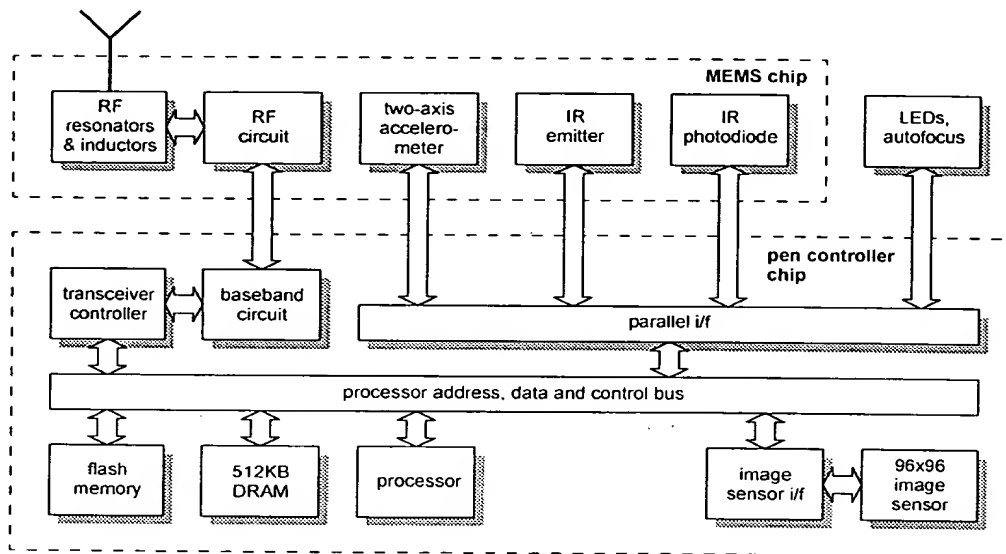 MEMS chip
RF
resonators
& inductors
RF
circuit
two-axis
accelero-
meter
IR
emitter
IR
photodiode
LEDs,
autofocus
pen controller
chip
transceiver
controller
baseband
circuit
parallel i/f
processor address, data and control bus
flash
memory
512KB
DRAM
processor
image
sensor i/f
96x96
image
sensor